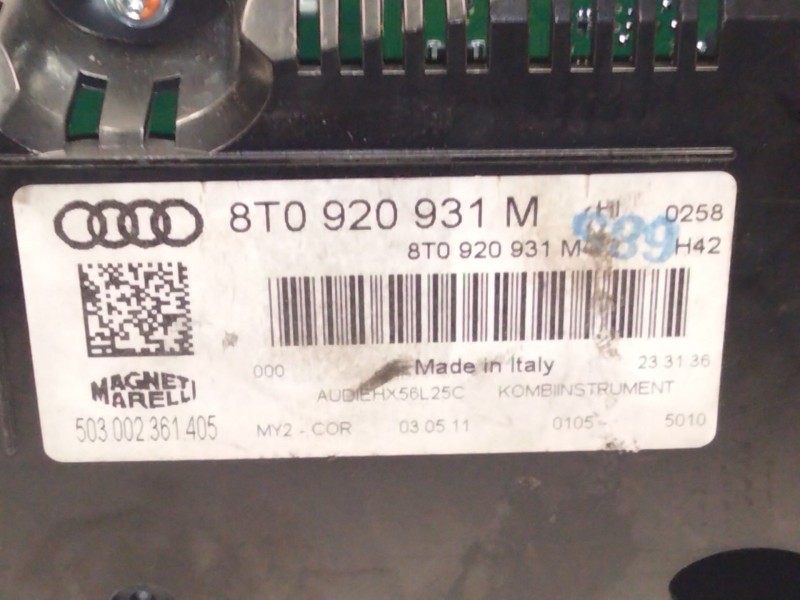 8T0 920 931 M
0258
8T0 920 931 M
H42
989
Made in Italy
000
23 31 36
AUDIEHX56L25C KOMBIINSTRUMENT
MAGNETI
MARELLI
503.002.361.405
MY2 - COR 03.05.11 0105- 5010